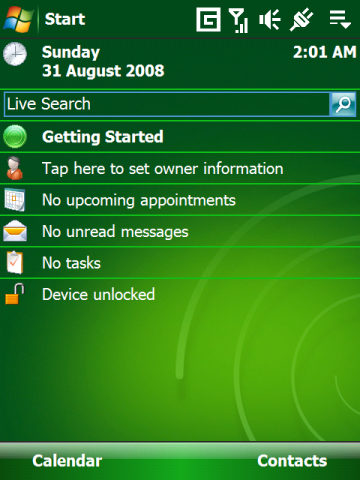 Start
G
Sunday 2:01 AM
31 August 2008
Live Search
Getting Started
Tap here to set owner information
No upcoming appointments
No unread messages
No tasks
Device unlocked
Calendar Contacts